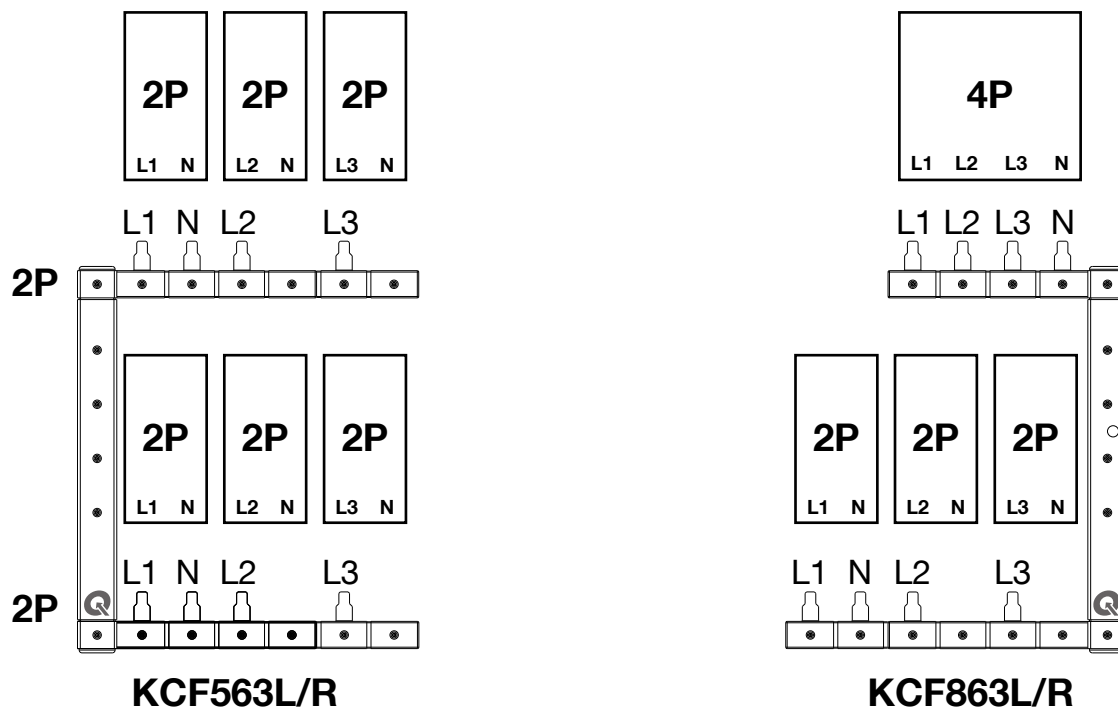 2P 2P 2P
L1 N L2 N L3 N
L1 N L2 L3
2P
2P 2P 2P
L1 N L2 N L3 N
L1 N L2 L3
2P
KCF563L/R
4P
L1 L2 L3 N
L1 L2 L3 N
2P 2P 2P
L1 N L2 N L3 N
L1 N L2 L3
KCF863L/R